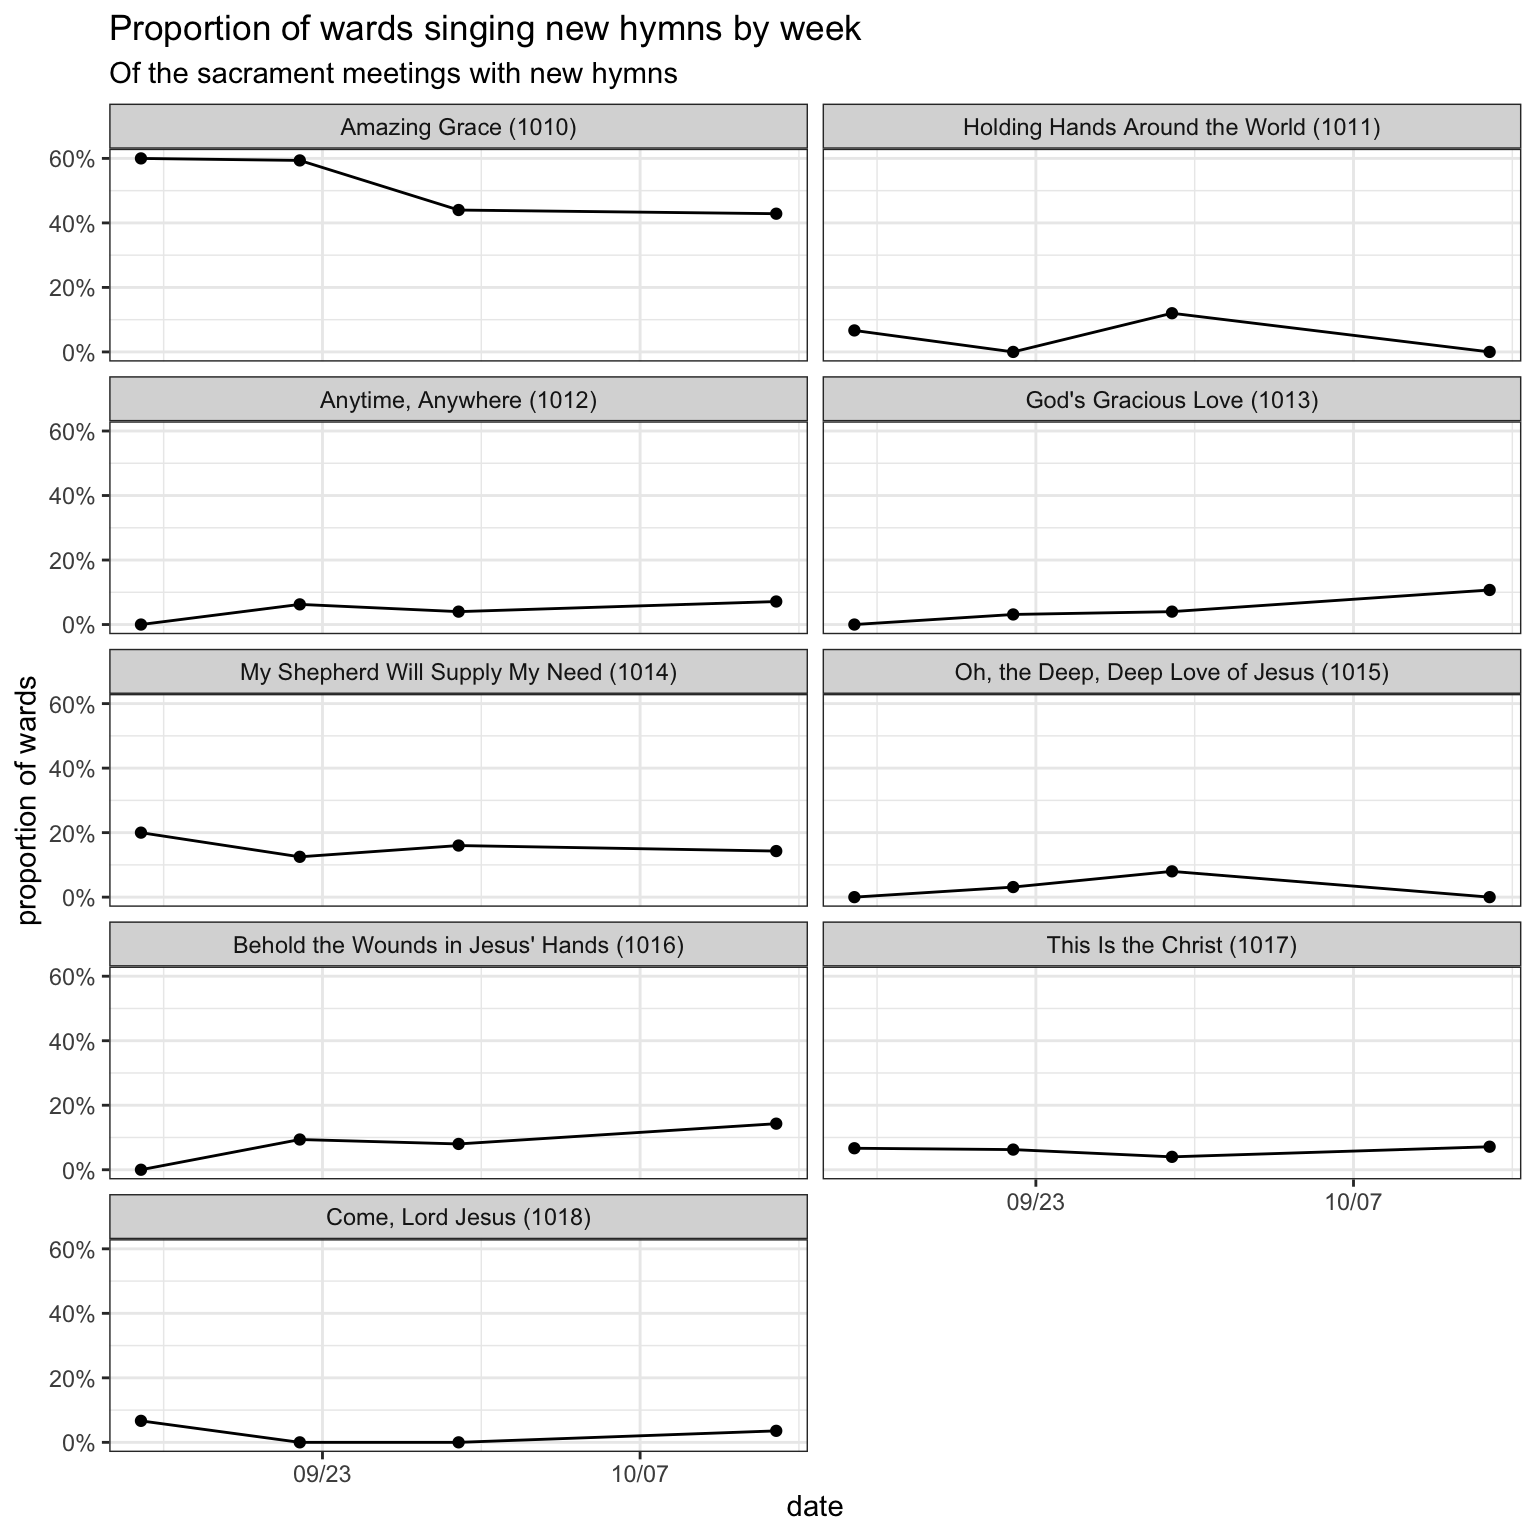 Proportion of wards singing new hymns by week
Of the sacrament meetings with new hymns
Amazing Grace (1010)
Holding Hands Around the World (1011)
60%
40%
20%
0%
Anytime, Anywhere (1012)
God's Gracious Love (1013)
60%
40%
20%
0%
My Shepherd Will Supply My Need (1014)
Oh, the Deep, Deep Love of Jesus (1015)
60%
40%
20%
0%
proportion of wards
Behold the Wounds in Jesus' Hands (1016)
This Is the Christ (1017)
60%
40%
20%
0%
09/23
10/07
Come, Lord Jesus (1018)
60%
40%
20%
0%
09/23
10/07
date